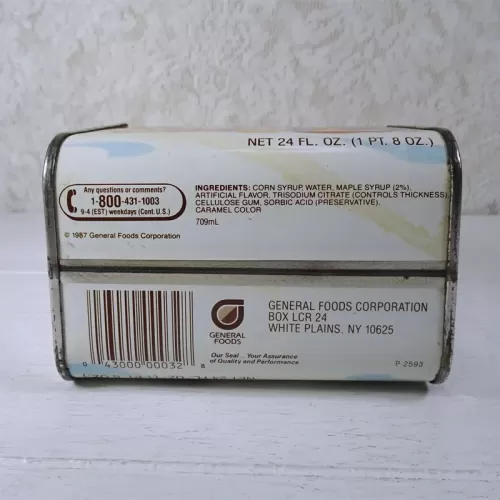 NET 24 FL. OZ. (1 PT. 8 OZ.)
Any questions or comments?
1-800-431-1003
9-4 (EST) weekdays (Cont. U.S.)
INGREDIENTS: CORN SYRUP, WATER, MAPLE SYRUP (2%),
ARTIFICIAL FLAVOR, TRISODIUM CITRATE (CONTROLS THICKNESS),
CELLULOSE GUM, SORBIC ACID (PRESERVATIVE),
CARAMEL COLOR
709mL
© 1987 General Foods Corporation
GENERAL FOODS CORPORATION
BOX LCR 24
WHITE PLAINS, NY 10625
GENERAL
FOODS
Our Seal... Your Assurance
of Quality and Performance
0 43000 00032 8
P-2593